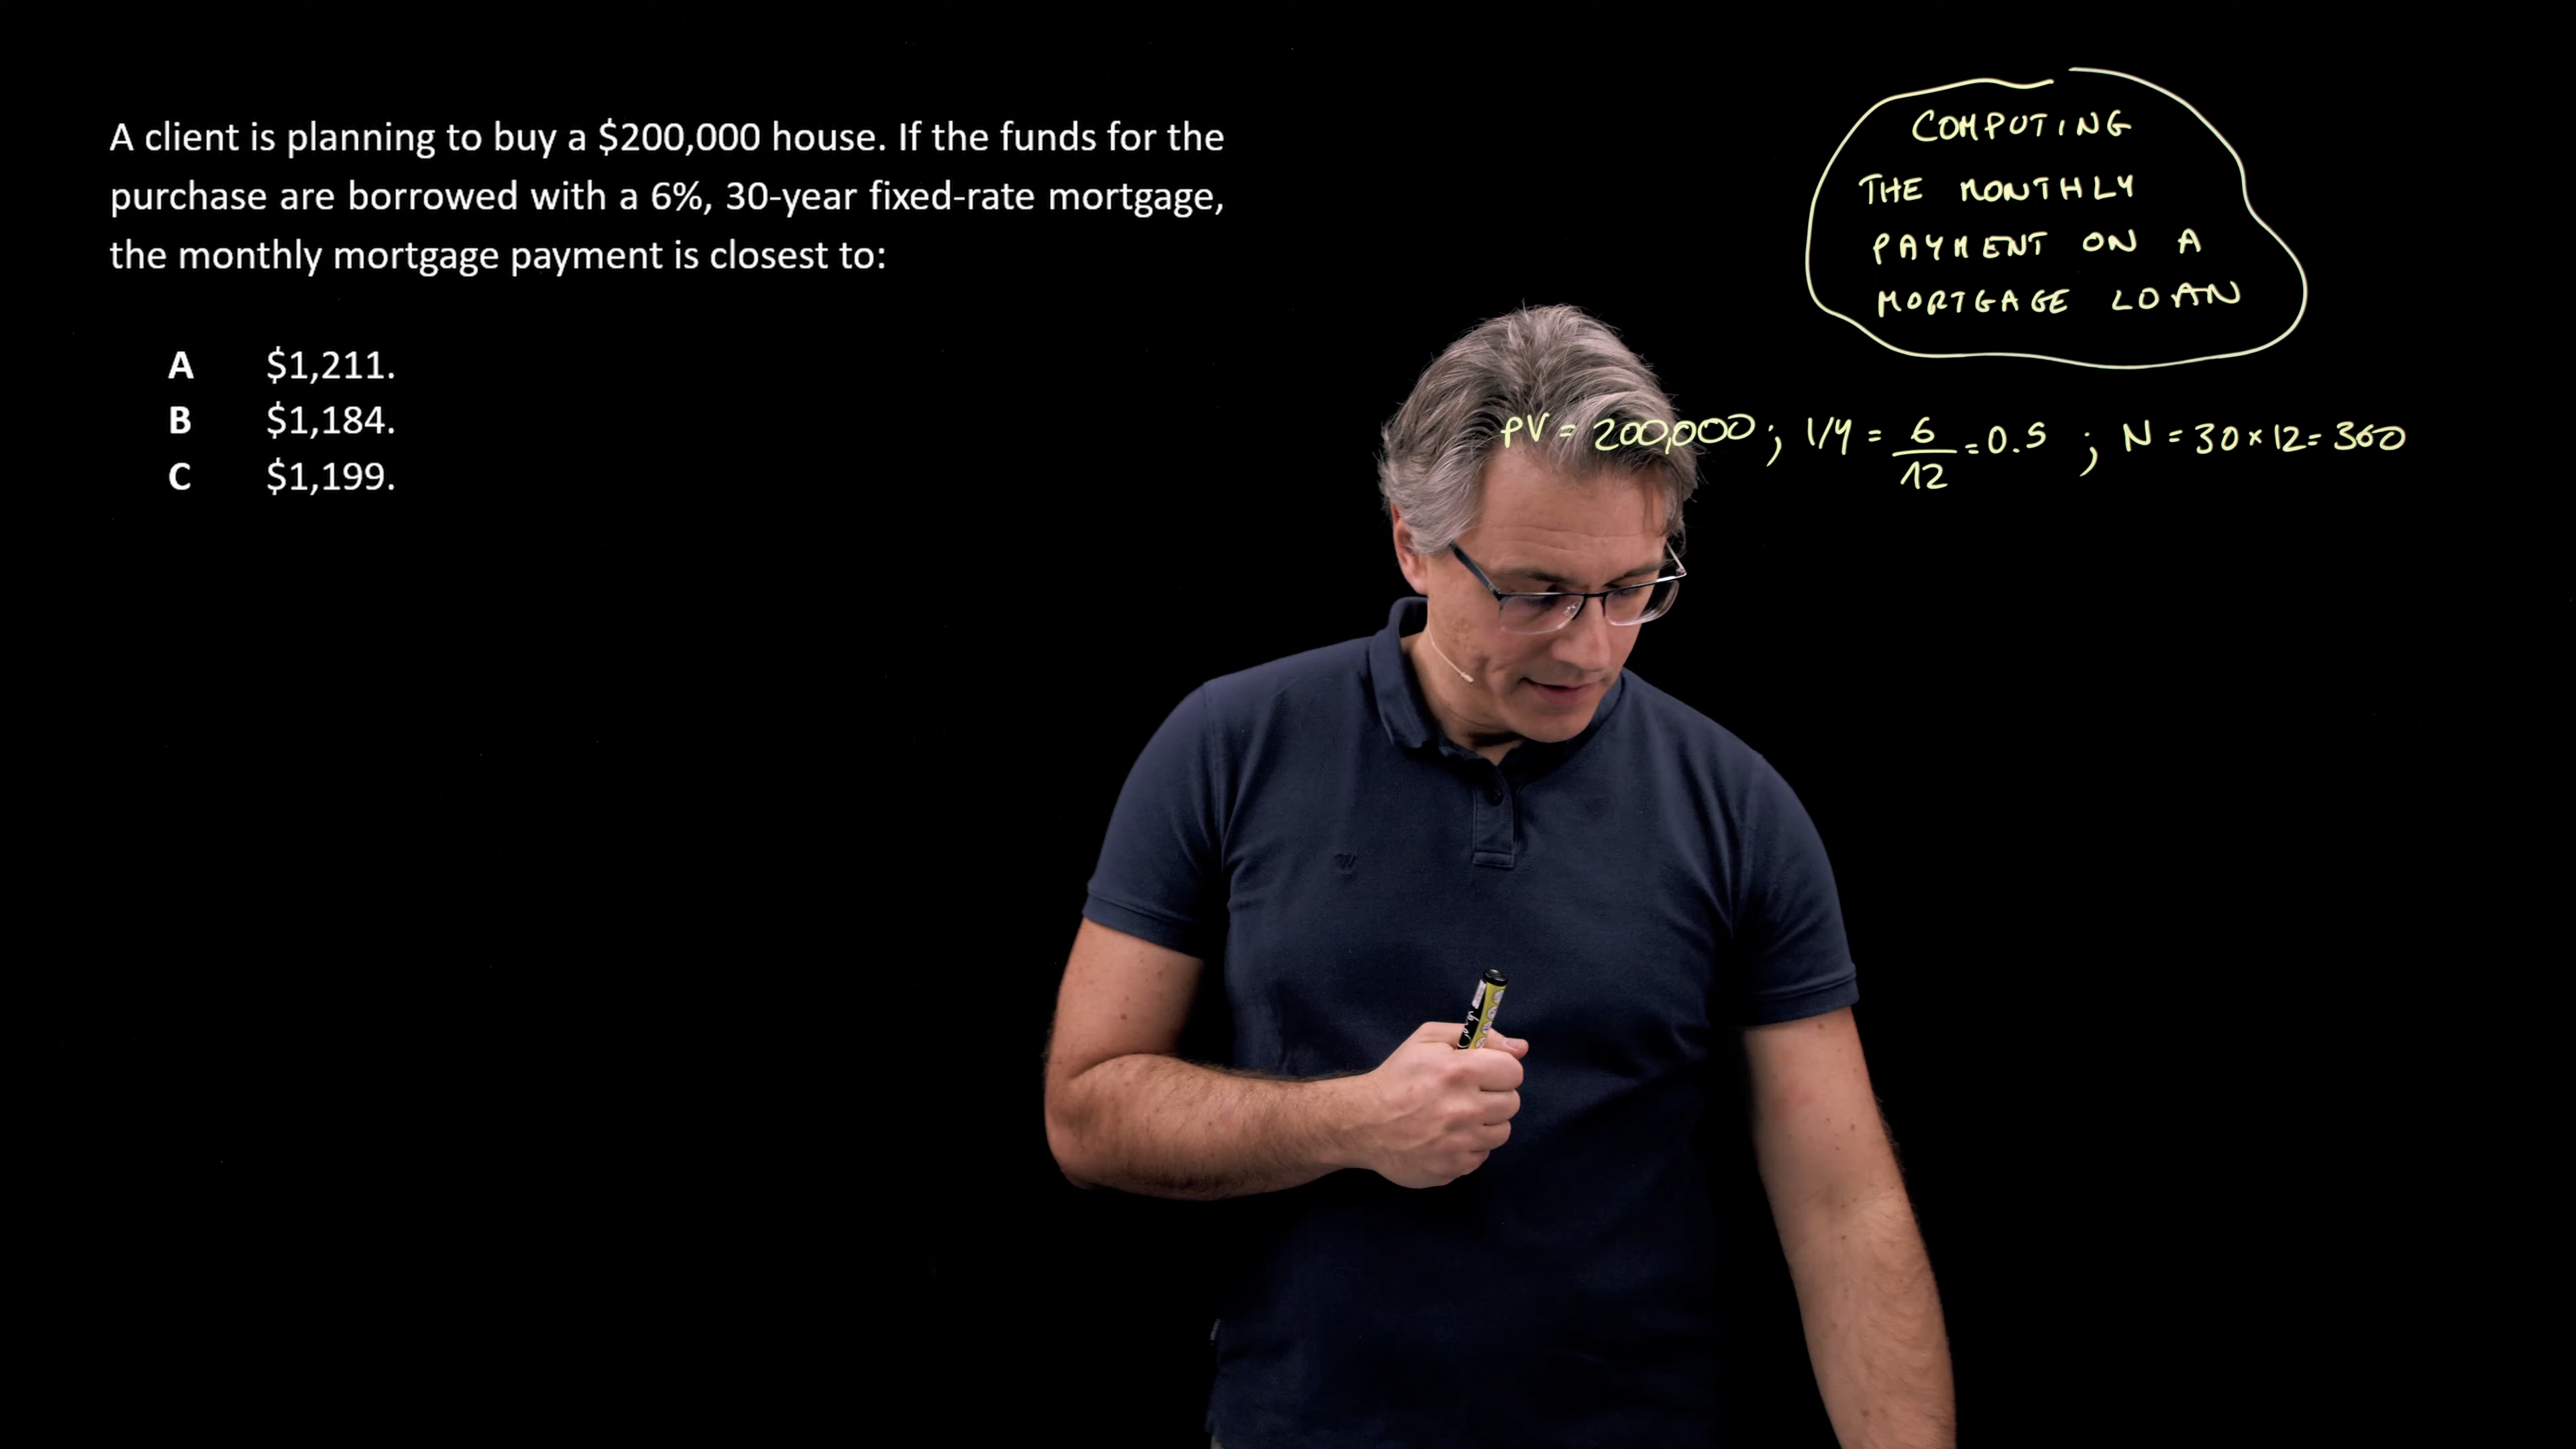 A client is planning to buy a $200,000 house. If the funds for the
purchase are borrowed with a 6%, 30-year fixed-rate mortgage,
the monthly mortgage payment is closest to:
A $1,211.
B $1,184.
C $1,199.
COMPUTING
THE MONTHLY
PAYMENT ON A
MORTGAGE LOAN
PV = 200,000 ; I/Y = 6/12 = 0.5 ; N = 30 × 12 = 360